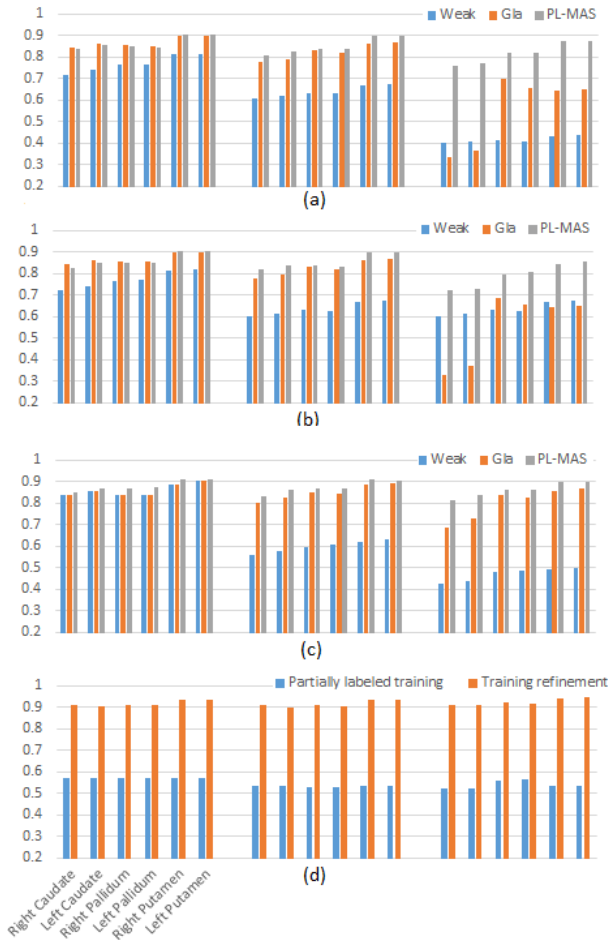 1
Weak Gla PL-MAS
0.9
0.8
0.7
0.6
0.5
0.4
0.3
0.2
(a)
1
Weak Gla PL-MAS
0.9
0.8
0.7
0.6
0.5
0.4
0.3
0.2
(b)
1
Weak Gla PL-MAS
0.9
0.8
0.7
0.6
0.5
0.4
0.3
0.2
(c)
Partially labeled training Training refinement
1
0.9
0.8
0.7
0.6
0.5
0.4
0.3
0.2
Right Caudate
Left Caudate
Right Pallidum
Left Pallidum
Right Putamen
Left Putamen
(d)